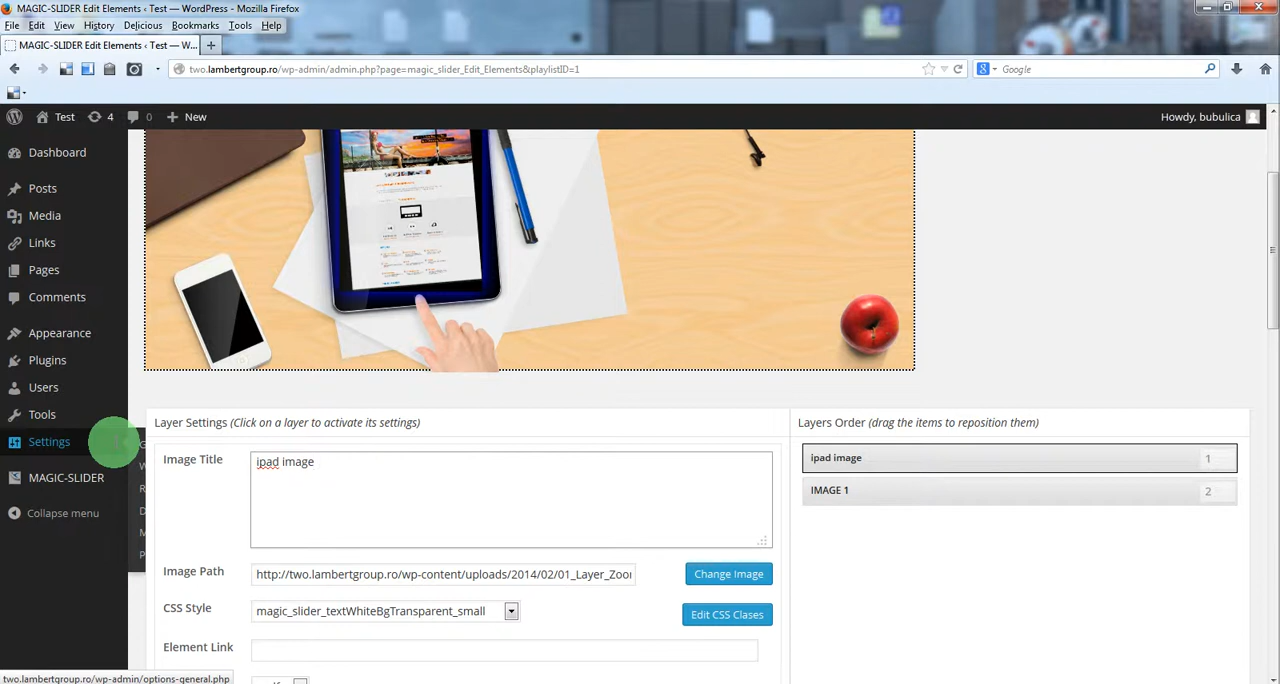 MAGIC-SLIDER Edit Elements ‹ Test — WordPress - Mozilla Firefox
File Edit View History Delicious Bookmarks Tools Help
MAGIC-SLIDER Edit Elements ‹ Test — W...
two.lambertgroup.ro/wp-admin/admin.php?page=magic_slider_Edit_Elements&playlistID=1
Google
Test 4 0 New
Howdy, bubulica
Dashboard
Posts
Media
Links
Pages
Comments
Appearance
Plugins
Users
Tools
Settings
MAGIC-SLIDER
Collapse menu
Layer Settings (Click on a layer to activate its settings)
Layers Order (drag the items to reposition them)
Image Title
ipad image
ipad image 1
IMAGE 1 2
Image Path
http://two.lambertgroup.ro/wp-content/uploads/2014/02/01_Layer_Zoo
Change Image
CSS Style
magic_slider_textWhiteBgTransparent_small
Edit CSS Clases
Element Link
two.lambertgroup.ro/wp-admin/options-general.php